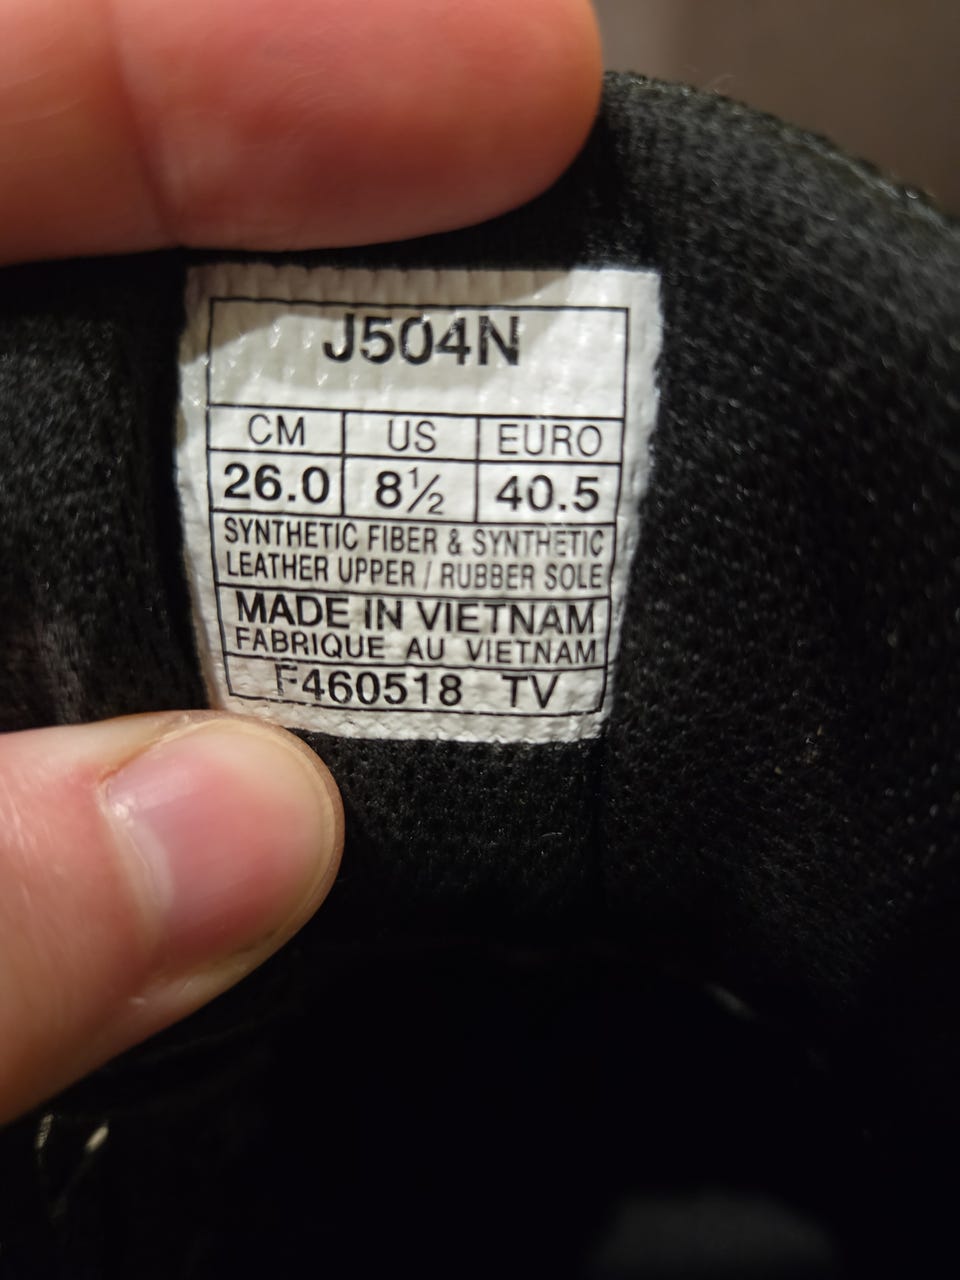 J504N
CM US EURO
26.0 8½ 40.5
SYNTHETIC FIBER & SYNTHETIC
LEATHER UPPER / RUBBER SOLE
MADE IN VIETNAM
FABRIQUE AU VIETNAM
F460518 TV